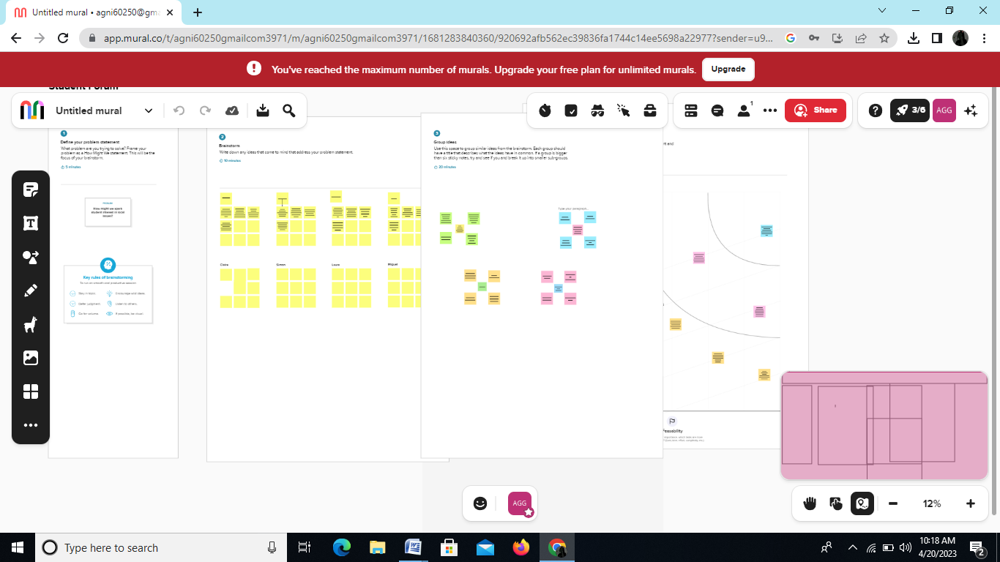 Untitled mural • agni60250@gma
app.mural.co/t/agni60250gmailcom3971/m/agni60250gmailcom3971/1681283840360/920692afb562ec39836fa1744c14ee5698a22977?sender=u9...
You've reached the maximum number of murals. Upgrade your free plan for unlimited murals.
Upgrade
Student Forum
Untitled mural
1
Share
3/6
AGG
1
Define your problem statement
What problem are you trying to solve? Frame your
problem as a How Might We statement. This will be the
focus of your brainstorm.
5 minutes
PROBLEM
How might we spark
student interest in local
issues?
Key rules of brainstorming
To run an smooth and productive session
Stay in topic.
Encourage wild ideas.
Defer judgment.
Listen to others.
Go for volume.
If possible, be visual.
2
Brainstorm
Write down any ideas that come to mind that address your problem statement.
10 minutes
Simon
Laura
Miguel
3
Group ideas
Use this space to group similar ideas from the brainstorm. Each group should
have a title that describes what the ideas have in common. If a group is bigger
than six sticky notes, try and see if you and break it up into smaller sub-groups.
20 minutes
Type your paragraph...
and
Feasability
AGG
12%
Type here to search
10:18 AM
4/20/2023
2